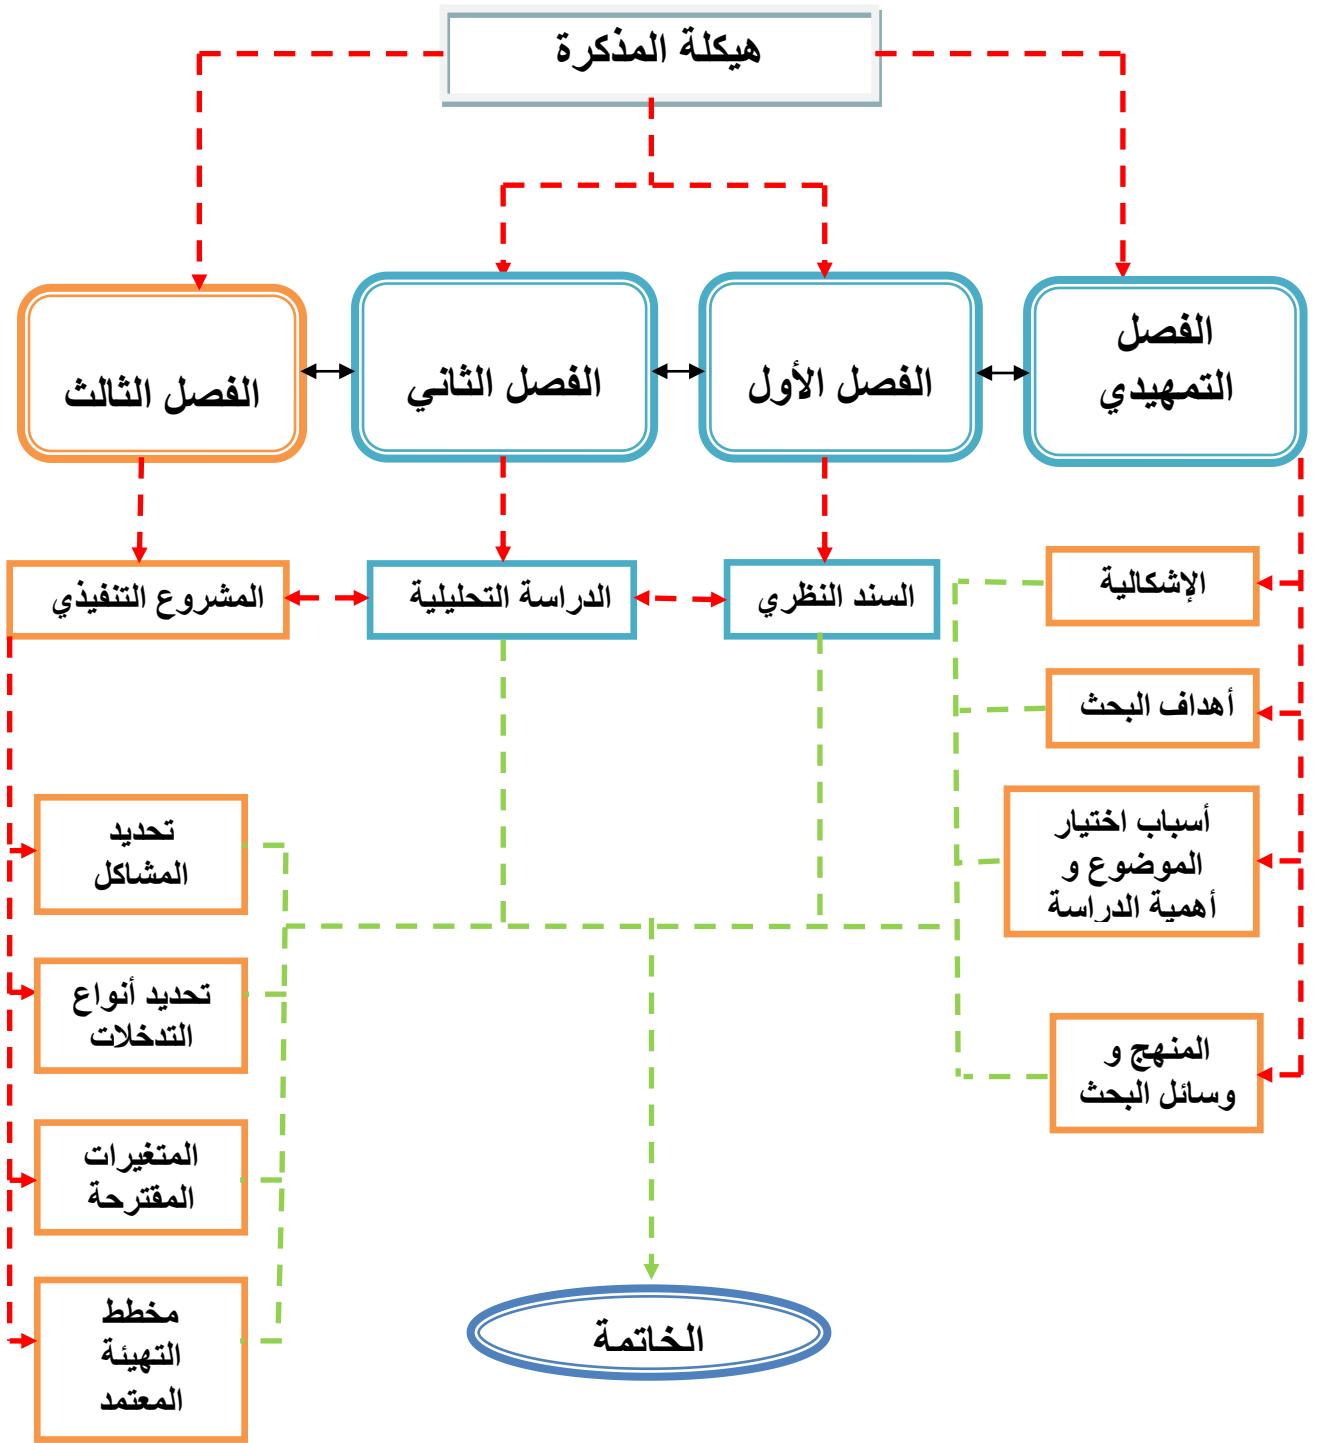 هيكلة المذكرة
الفصل
التمهيدي
الفصل الأول
الفصل الثاني
الفصل الثالث
السند النظري
الدراسة التحليلية
المشروع التنفيذي
الإشكالية
أهداف البحث
أسباب اختيار
الموضوع و
أهمية الدراسة
المنهج و
وسائل البحث
تحديد
المشاكل
تحديد أنواع
التدخلات
المتغيرات
المقترحة
مخطط
التهيئة
المعتمد
الخاتمة